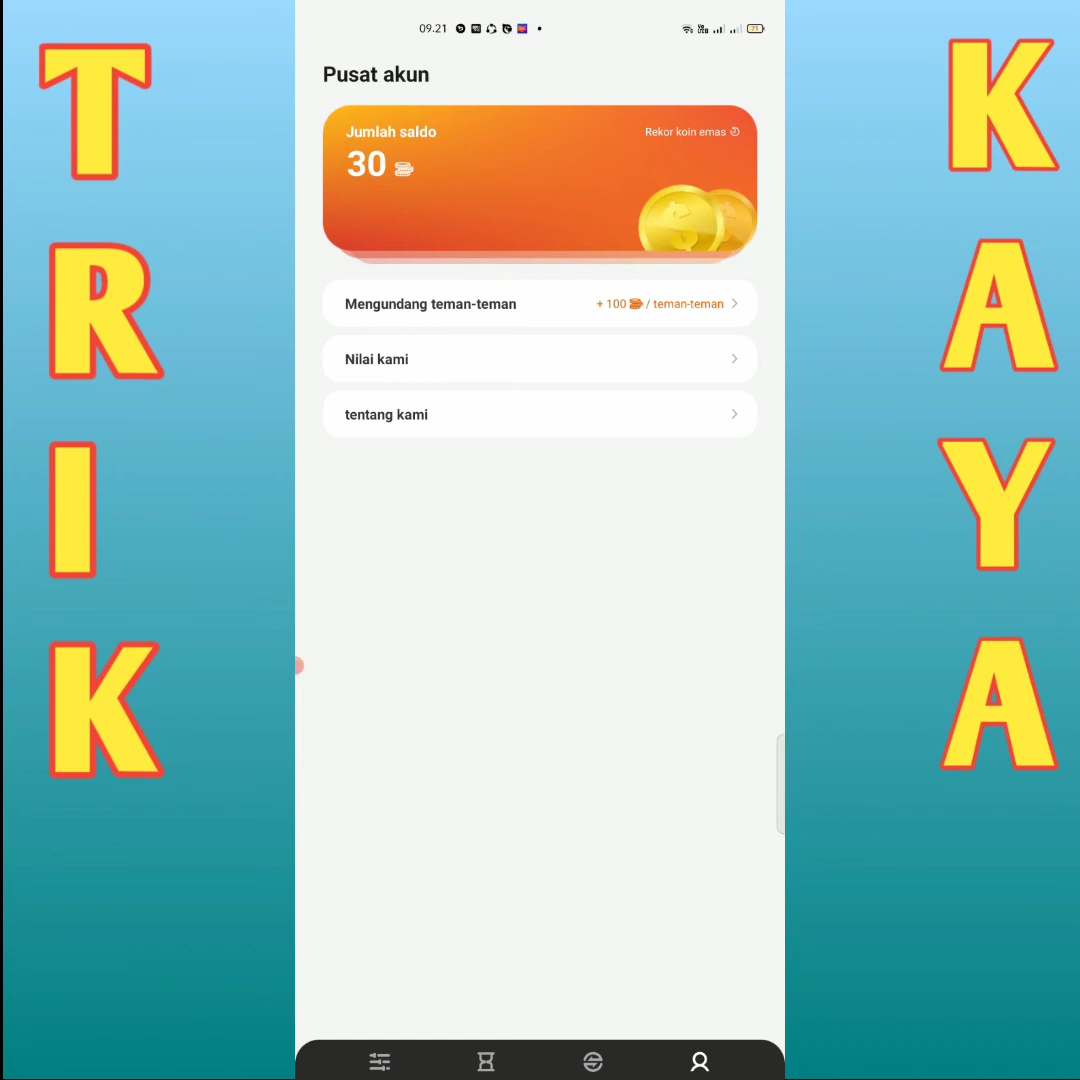 TRIK
KAYA
09.21
71
Pusat akun
Jumlah saldo
Rekor koin emas
30
Mengundang teman-teman
+ 100 / teman-teman
Nilai kami
tentang kami